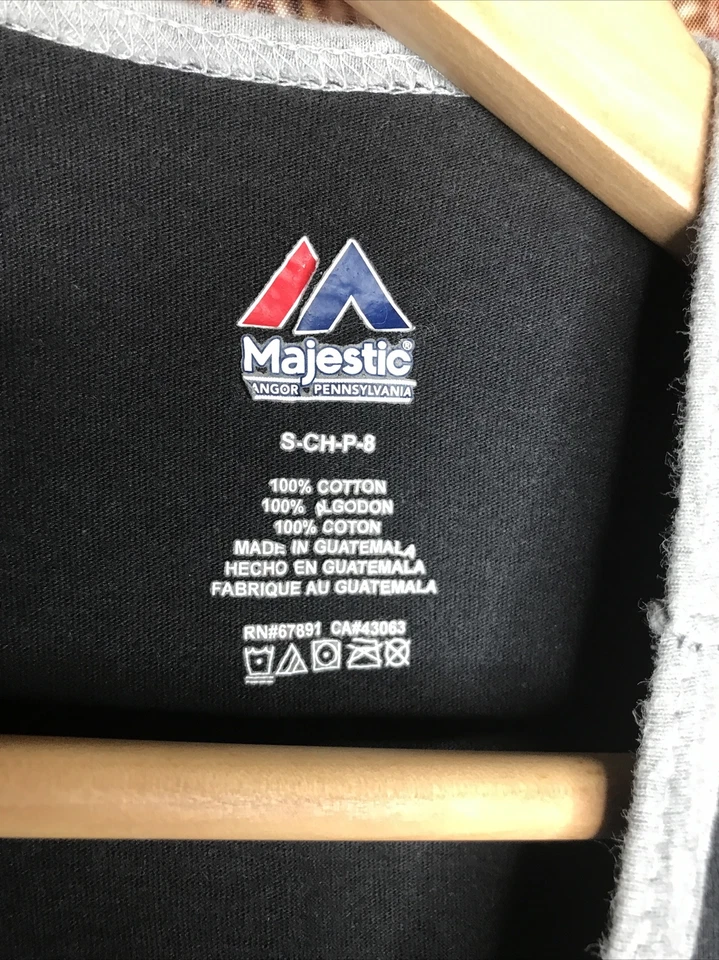 Majestic®
ANGOR PENNSYLVANIA
S-CH-P-8
100% COTTON
100% ALGODON
100% COTON
MADE IN GUATEMALA
HECHO EN GUATEMALA
FABRIQUE AU GUATEMALA
RN#67891 CA#43063